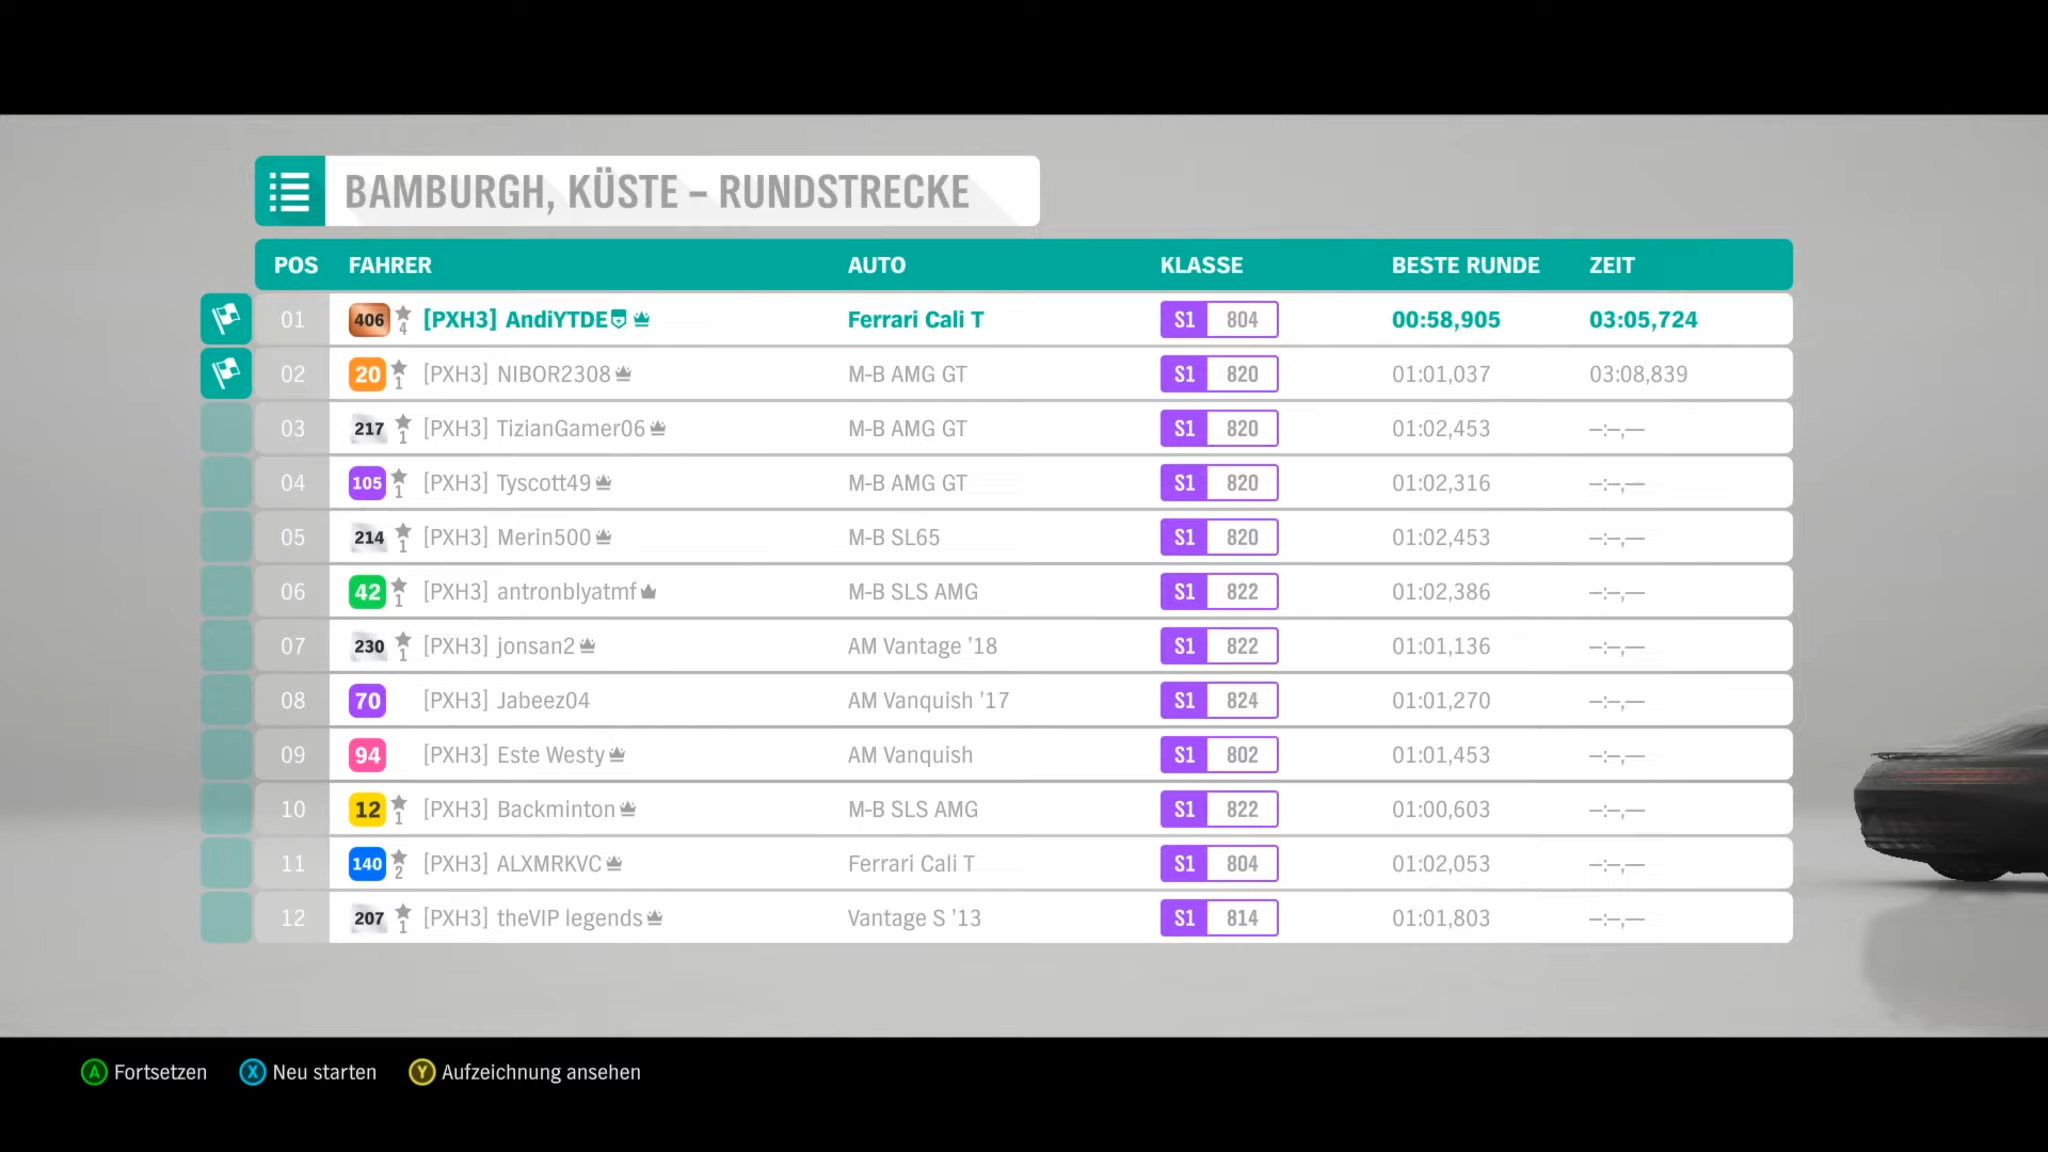 BAMBURGH, KÜSTE – RUNDSTRECKE
POS FAHRER AUTO KLASSE BESTE RUNDE ZEIT
01 406 4 [PXH3] AndiYTDE Ferrari Cali T S1 804 00:58,905 03:05,724
02 20 1 [PXH3] NIBOR2308 M-B AMG GT S1 820 01:01,037 03:08,839
03 217 1 [PXH3] TizianGamer06 M-B AMG GT S1 820 01:02,453 –:–,––
04 105 1 [PXH3] Tyscott49 M-B AMG GT S1 820 01:02,316 –:–,––
05 214 1 [PXH3] Merin500 M-B SL65 S1 820 01:02,453 –:–,––
06 42 1 [PXH3] antronblyatmf M-B SLS AMG S1 822 01:02,386 –:–,––
07 230 1 [PXH3] jonsan2 AM Vantage ’18 S1 822 01:01,136 –:–,––
08 70 [PXH3] Jabeez04 AM Vanquish ’17 S1 824 01:01,270 –:–,––
09 94 [PXH3] Este Westy AM Vanquish S1 802 01:01,453 –:–,––
10 12 1 [PXH3] Backminton M-B SLS AMG S1 822 01:00,603 –:–,––
11 140 2 [PXH3] ALXMRKVC Ferrari Cali T S1 804 01:02,053 –:–,––
12 207 1 [PXH3] theVIP legends Vantage S ’13 S1 814 01:01,803 –:–,––
A Fortsetzen X Neu starten Y Aufzeichnung ansehen